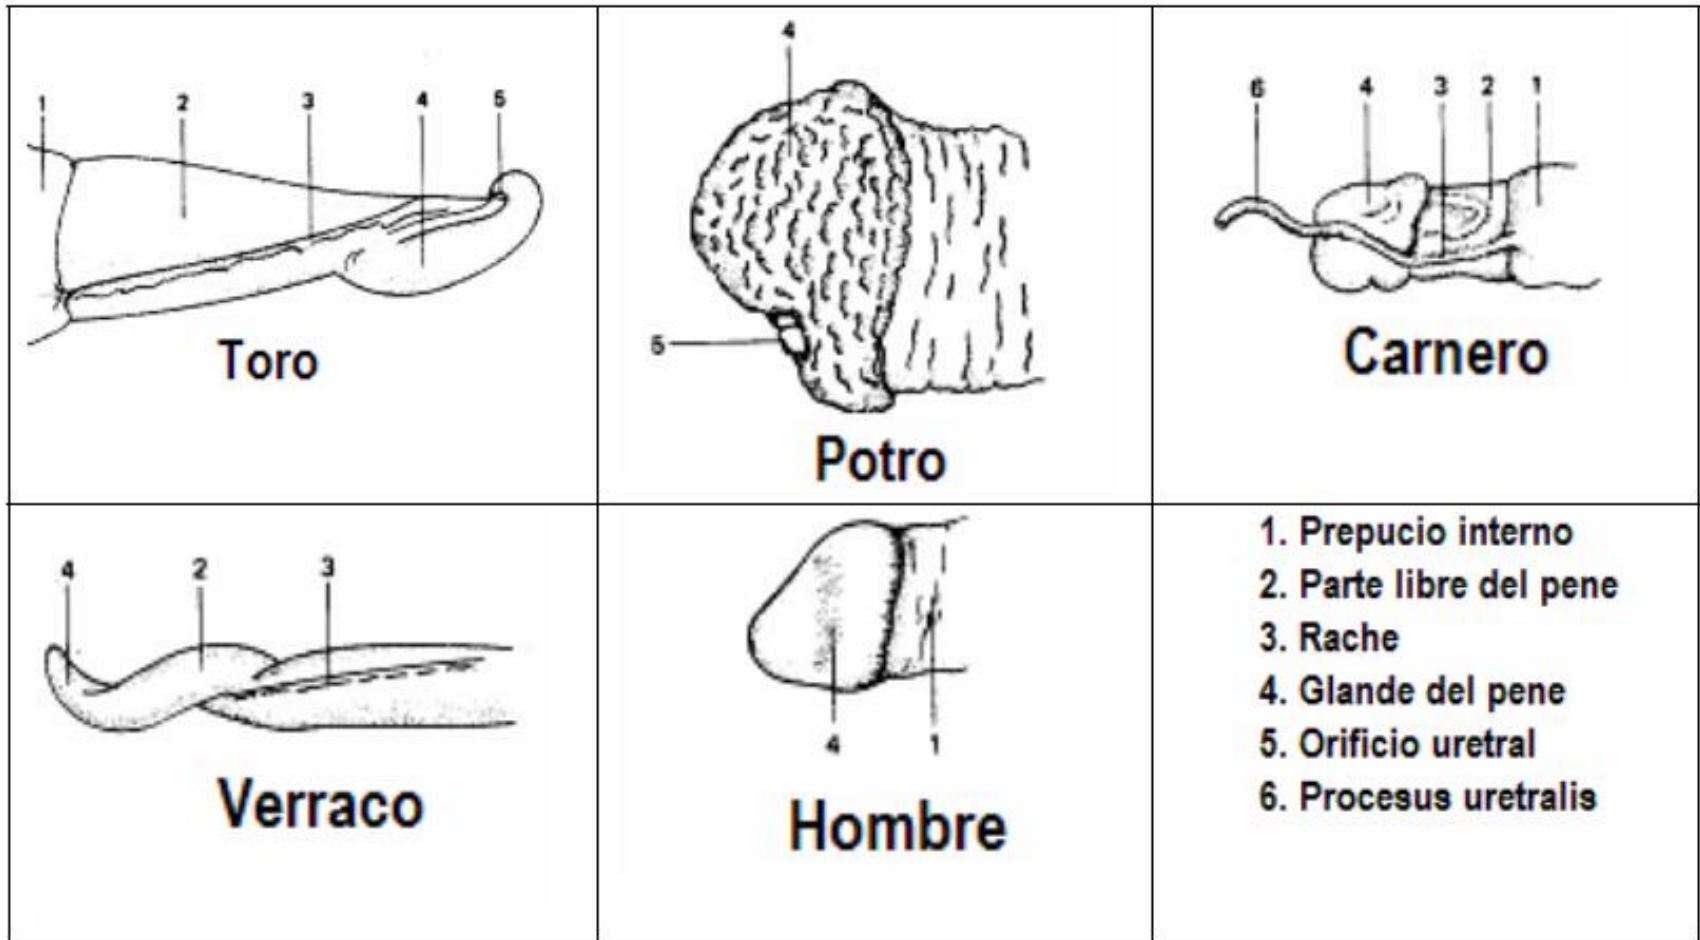 1 2 3 4 5
Toro
4
5
Potro
6 4 3 2 1
Carnero
4 2 3
Verraco
4 1
Hombre
1. Prepucio interno
2. Parte libre del pene
3. Rache
4. Glande del pene
5. Orificio uretral
6. Procesus uretralis